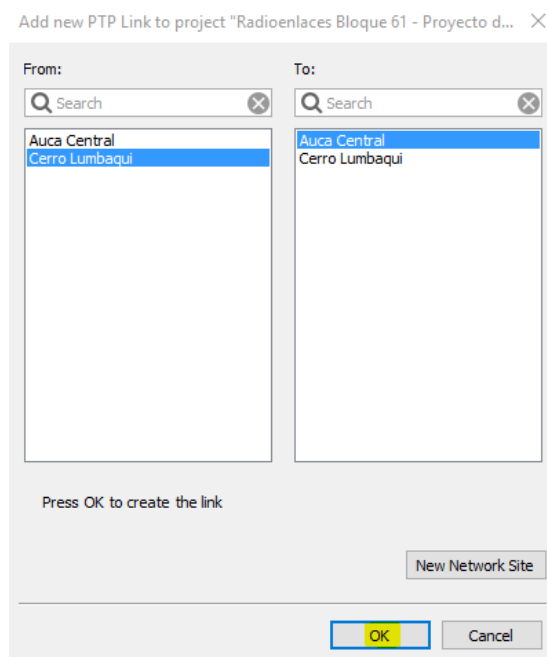 Add new PTP Link to project "Radioenlaces Bloque 61 - Proyecto d...
From:
To:
Search
Search
Auca Central
Cerro Lumbaqui
Auca Central
Cerro Lumbaqui
Press OK to create the link
New Network Site
OK
Cancel